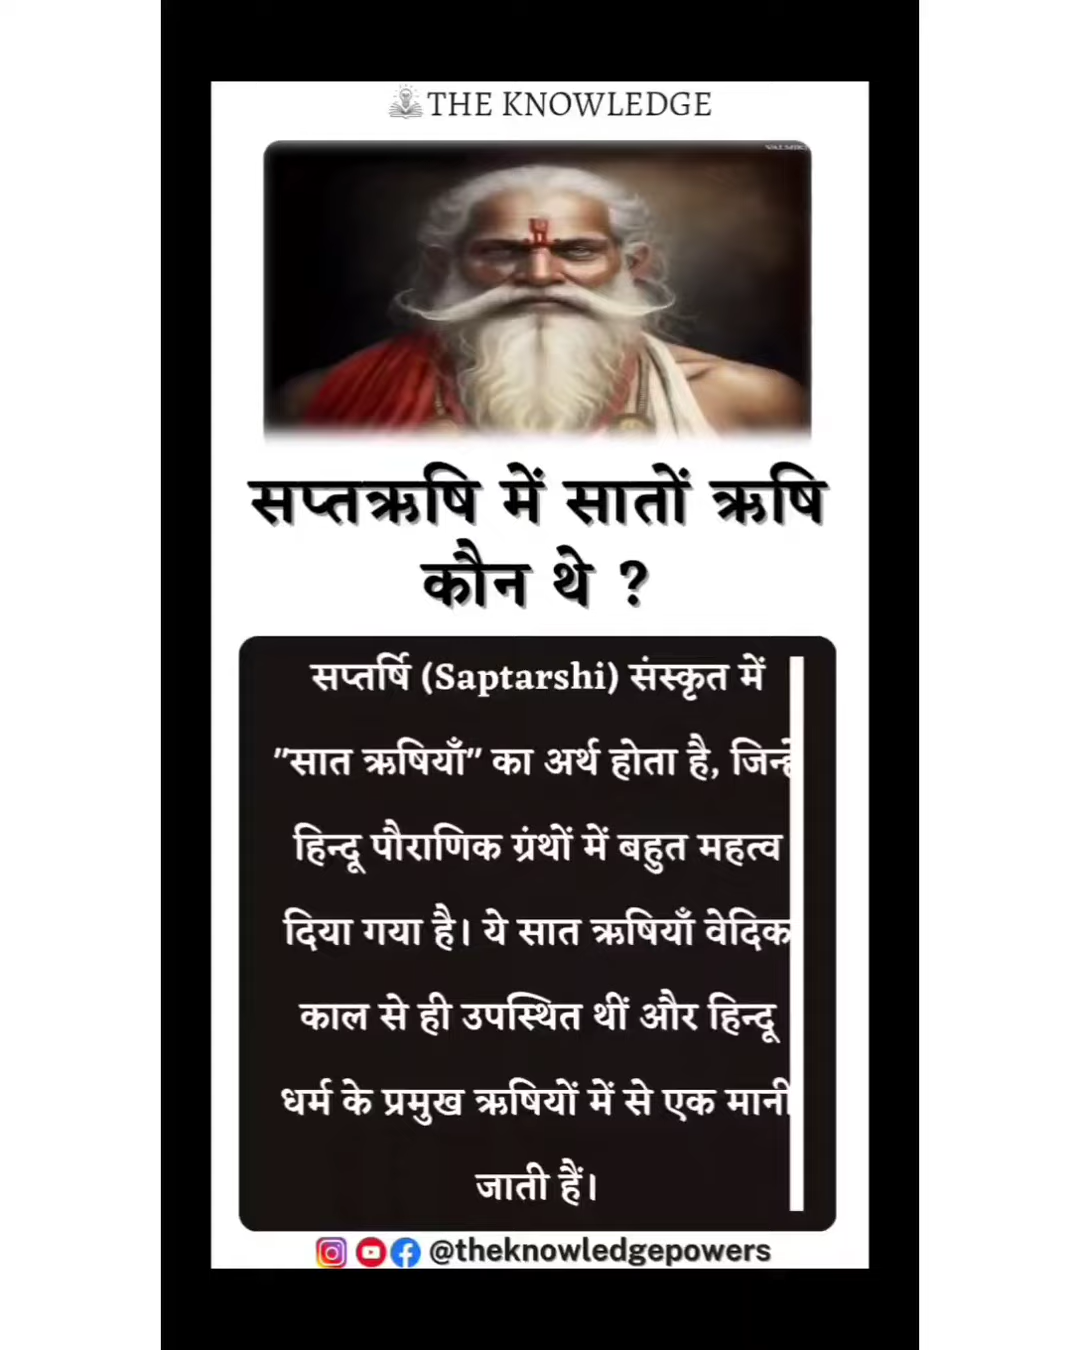 THE KNOWLEDGE
सप्तऋषि में सातों ऋषि
कौन थे ?
सप्तर्षि (Saptarshi) संस्कृत में
"सात ऋषियाँ" का अर्थ होता है, जिन्हें
हिन्दू पौराणिक ग्रंथों में बहुत महत्व
दिया गया है। ये सात ऋषियाँ वेदिक
काल से ही उपस्थित थीं और हिन्दू
धर्म के प्रमुख ऋषियों में से एक मानी
जाती हैं।
@theknowledgepowers